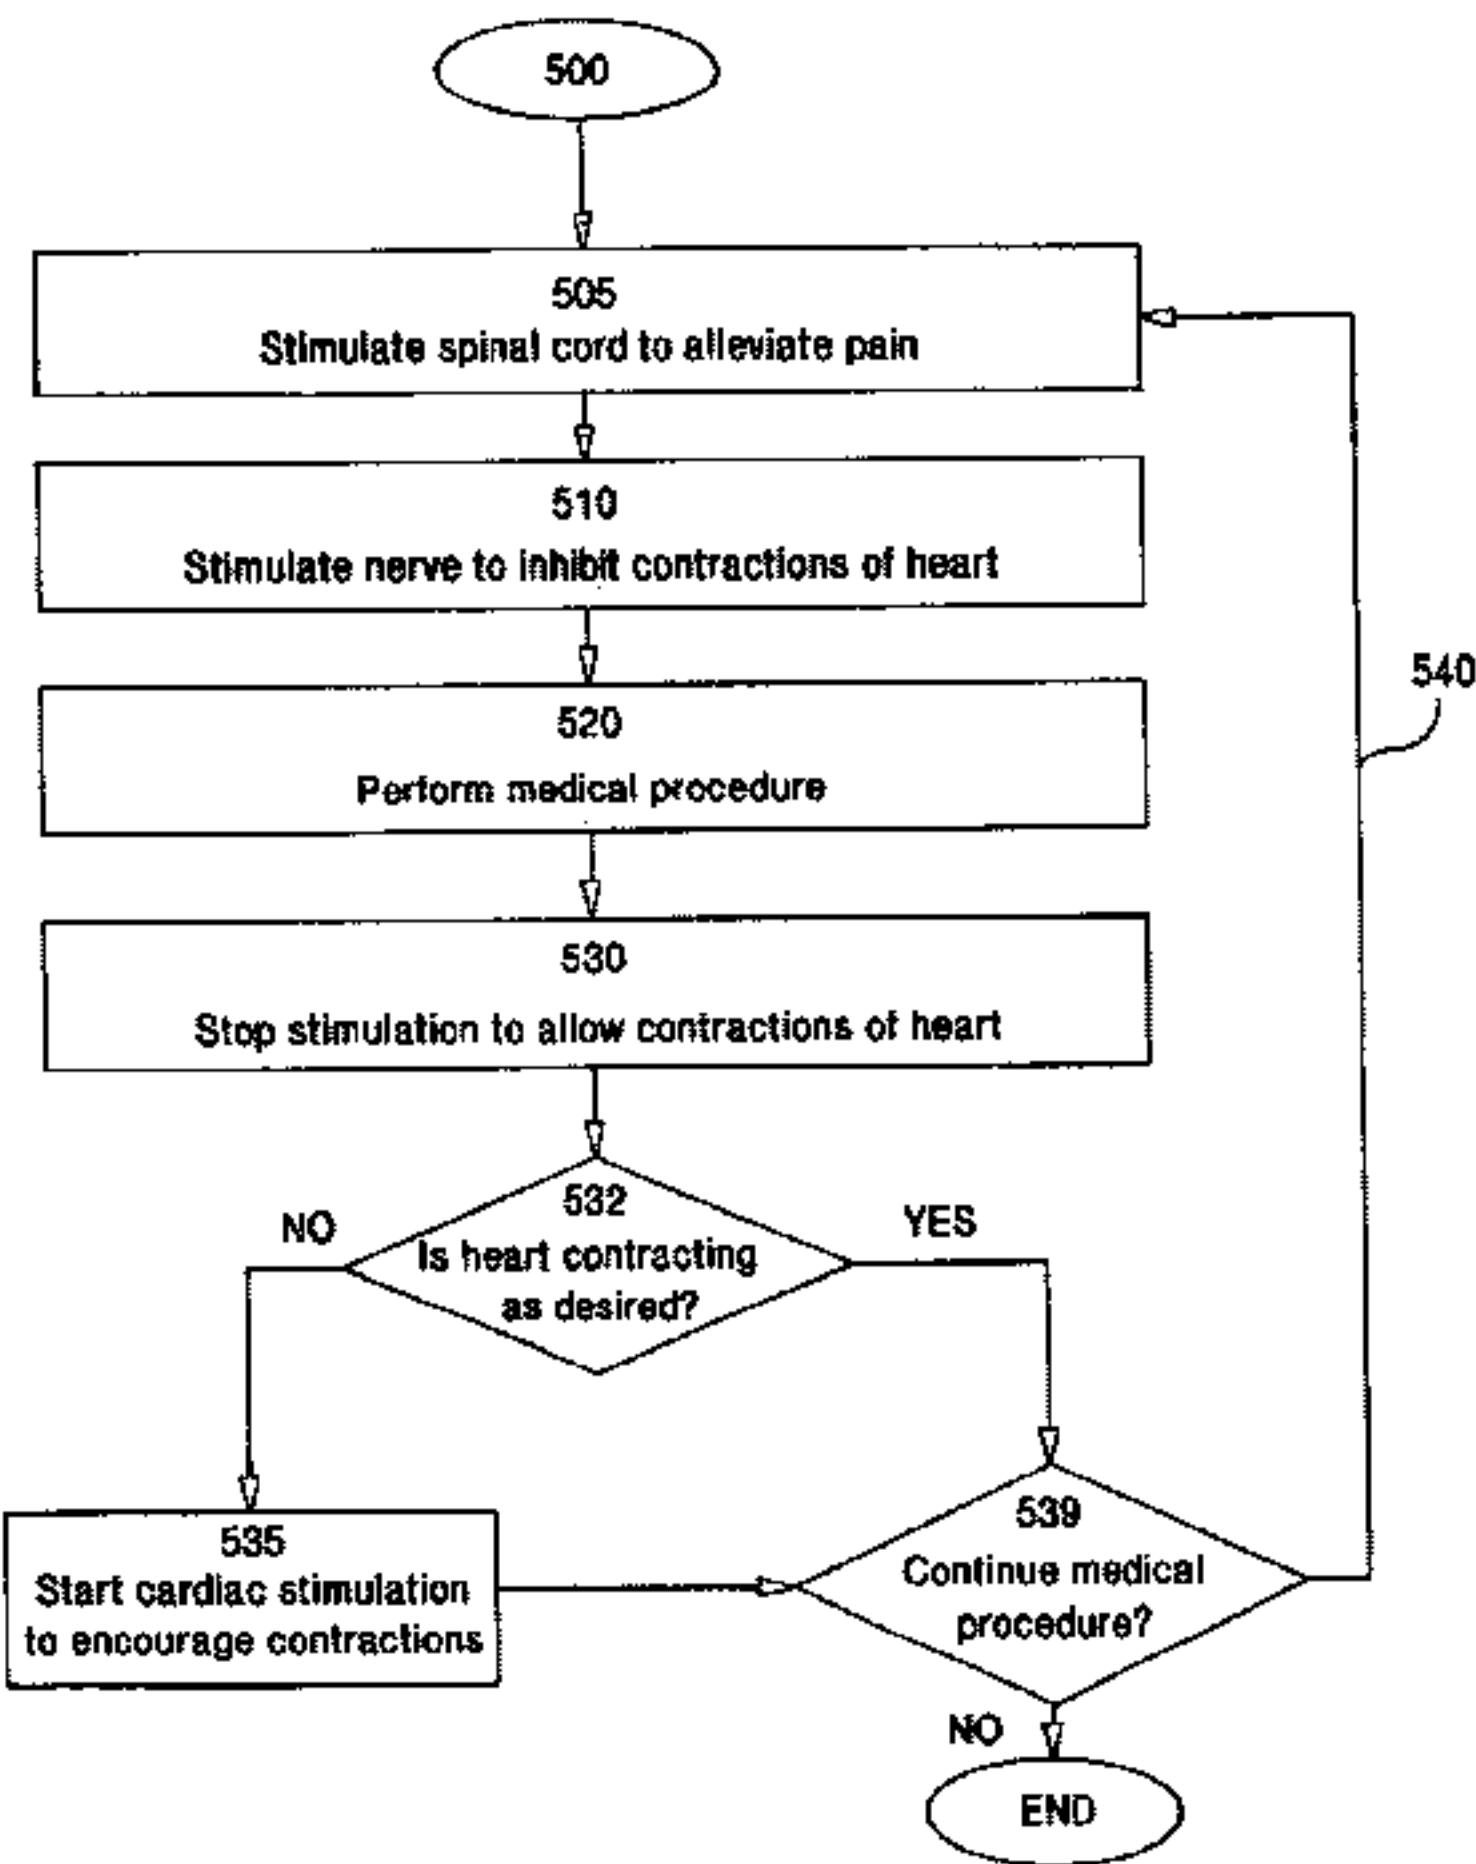 500
505
Stimulate spinal cord to alleviate pain
510
Stimulate nerve to inhibit contractions of heart
520
Perform medical procedure
530
Stop stimulation to allow contractions of heart
532
Is heart contracting
as desired?
NO
YES
535
Start cardiac stimulation
to encourage contractions
539
Continue medical
procedure?
540
NO
END